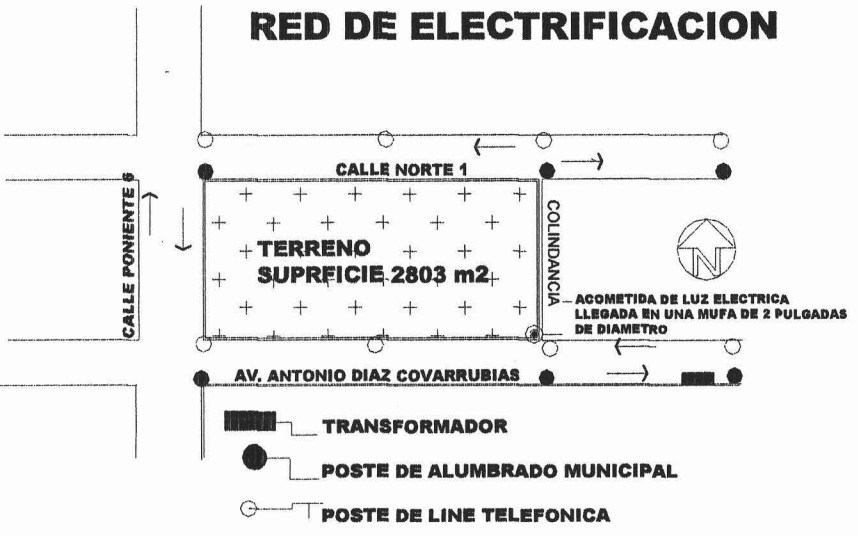 RED DE ELECTRIFICACION
CALLE NORTE 1
CALLE PONIENTE 6
TERRENO
SUPRFICIE 2803 m2
COLINDANCIA
N
ACOMETIDA DE LUZ ELECTRICA
LLEGADA EN UNA MUFA DE 2 PULGADAS
DE DIAMETRO
AV. ANTONIO DIAZ COVARRUBIAS
TRANSFORMADOR
POSTE DE ALUMBRADO MUNICIPAL
POSTE DE LINE TELEFONICA